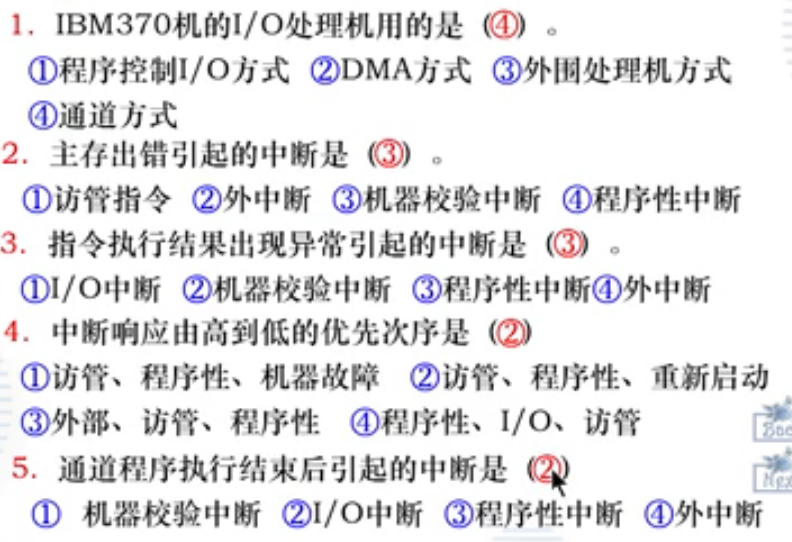 1. IBM370机的I/O处理机用的是（④）。
①程序控制I/O方式 ②DMA方式 ③外围处理机方式
④通道方式
2. 主存出错引起的中断是（③）。
①访管指令 ②外中断 ③机器校验中断 ④程序性中断
3. 指令执行结果出现异常引起的中断是（③）。
①I/O中断 ②机器校验中断 ③程序性中断④外中断
4. 中断响应由高到低的优先次序是（②）
①访管、程序性、机器故障 ②访管、程序性、重新启动
③外部、访管、程序性 ④程序性、I/O、访管
5. 通道程序执行结束后引起的中断是（②）
① 机器校验中断 ②I/O中断 ③程序性中断 ④外中断